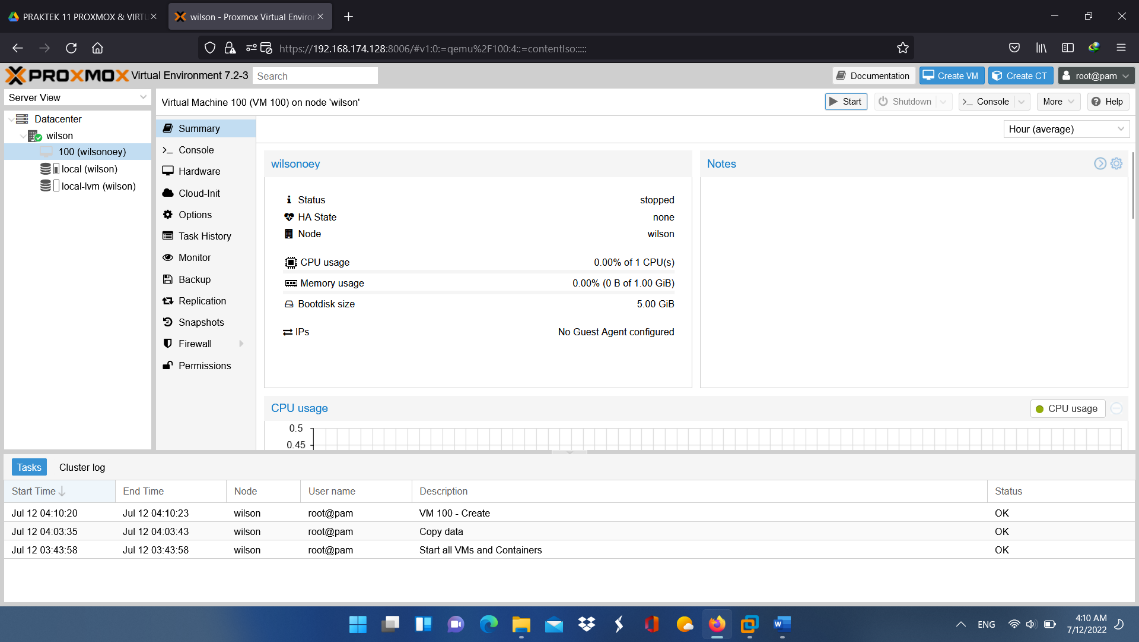 PRAKTEK 11 PROXMOX & VIRT
wilson - Proxmox Virtual Enviro
https://192.168.174.128:8006/#v1:0:=qemu%2F100:4::=contentIso::::::
PROXMOX Virtual Environment 7.2-3
Search
Documentation
Create VM
Create CT
root@pam
Server View
Virtual Machine 100 (VM 100) on node 'wilson'
Start
Shutdown
Console
More
Help
Datacenter
wilson
100 (wilsonoey)
local (wilson)
local-lvm (wilson)
Summary
Console
Hardware
Cloud-Init
Options
Task History
Monitor
Backup
Replication
Snapshots
Firewall
Permissions
Hour (average)
wilsonoey
Status stopped
HA State none
Node wilson
CPU usage 0.00% of 1 CPU(s)
Memory usage 0.00% (0 B of 1.00 GiB)
Bootdisk size 5.00 GiB
IPs No Guest Agent configured
Notes
CPU usage
CPU usage
0.5
0.45
Tasks
Cluster log
Start Time End Time Node User name Description Status
Jul 12 04:10:20 Jul 12 04:10:23 wilson root@pam VM 100 - Create OK
Jul 12 04:03:35 Jul 12 04:03:43 wilson root@pam Copy data OK
Jul 12 03:43:58 Jul 12 03:43:58 wilson root@pam Start all VMs and Containers OK
ENG
4:10 AM
7/12/2022